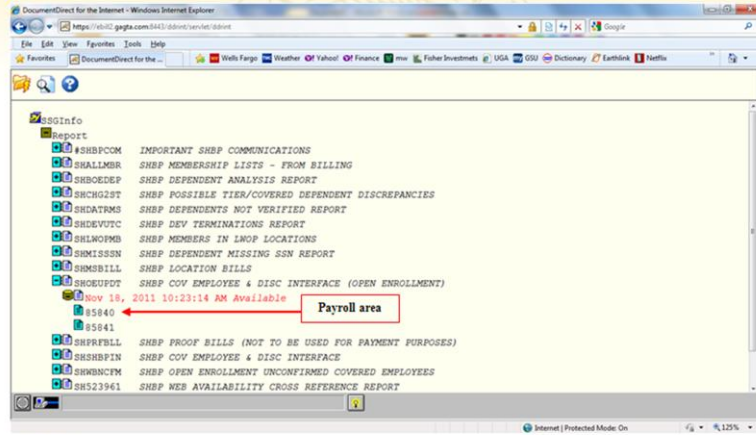 DocumentDirect for the Internet - Windows Internet Explorer
https://ebill2.gagta.com:8443/ddrint/servlet/ddrint
Google
File Edit View Favorites Tools Help
Favorites DocumentDirect for the ... Wells Fargo Weather Yahoo! Finance mw Fisher Investmets UGA GSU Dictionary Earthlink Netflix
SSGInfo
Report
#SHBPCOM IMPORTANT SHBP COMMUNICATIONS
SHALLMBR SHBP MEMBERSHIP LISTS - FROM BILLING
SHBOEDEP SHBP DEPENDENT ANALYSIS REPORT
SHCHG2ST SHBP POSSIBLE TIER/COVERED DEPENDENT DISCREPANCIES
SHDATRMS SHBP DEPENDENTS NOT VERIFIED REPORT
SHDEVUTC SHBP DEV TERMINATIONS REPORT
SHLWOPMB SHBP MEMBERS IN LWOP LOCATIONS
SHMISSSN SHBP DEPENDENT MISSING SSN REPORT
SHMSBILL SHBP LOCATION BILLS
SHOEUPDT SHBP COV EMPLOYEE & DISC INTERFACE (OPEN ENROLLMENT)
Nov 18, 2011 10:23:14 AM Available
85840 Payroll area
85841
SHPRFBLL SHBP PROOF BILLS (NOT TO BE USED FOR PAYMENT PURPOSES)
SHSHBPIN SHBP COV EMPLOYEE & DISC INTERFACE
SHWBNCFM SHBP OPEN ENROLLMENT UNCONFIRMED COVERED EMPLOYEES
SH523961 SHBP WEB AVAILABILITY CROSS REFERENCE REPORT
Internet | Protected Mode: On 125%